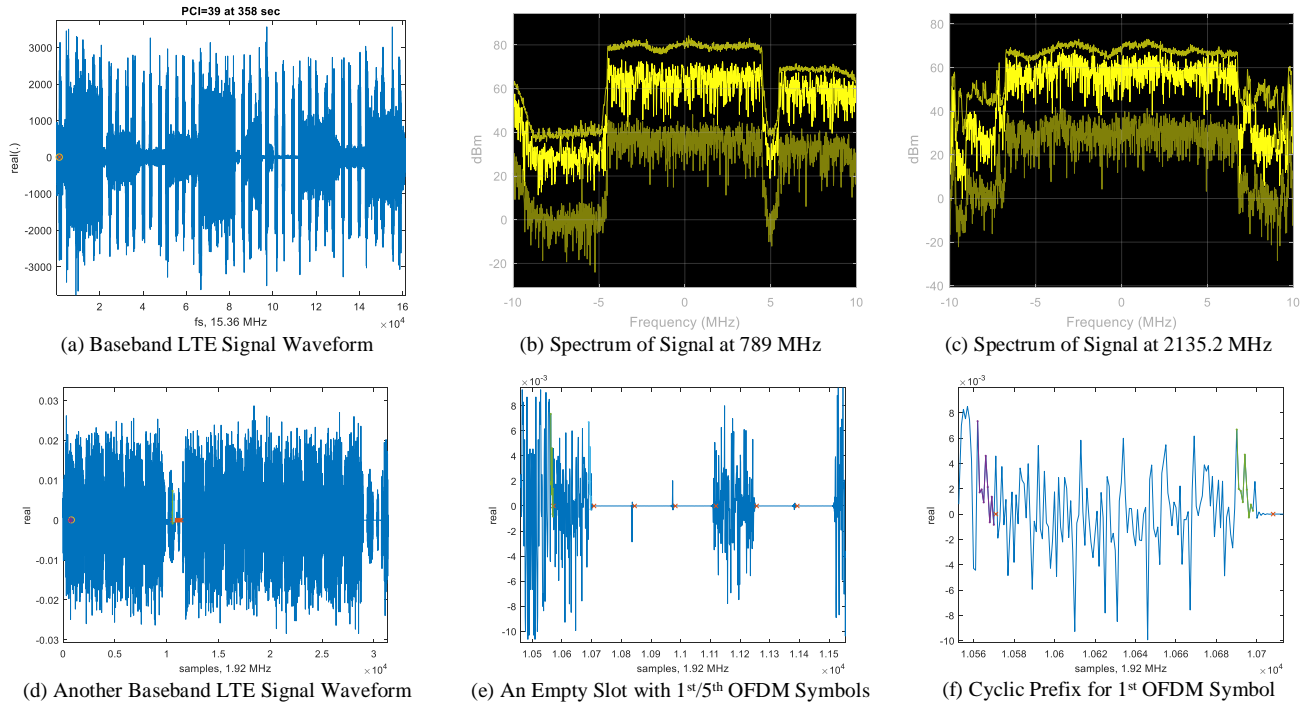 PCI=39 at 358 sec
real(.)
3000
2000
1000
0
-1000
-2000
-3000
2 4 6 8 10 12 14 16
×10⁴
fs, 15.36 MHz
(a) Baseband LTE Signal Waveform
dBm
80
60
40
20
0
-20
-10 -5 0 5 10
Frequency (MHz)
(b) Spectrum of Signal at 789 MHz
dBm
80
60
40
20
0
-20
-40
-10 -5 0 5 10
Frequency (MHz)
(c) Spectrum of Signal at 2135.2 MHz
real
0.03
0.02
0.01
0
-0.01
-0.02
-0.03
0 0.5 1 1.5 2 2.5 3
×10⁴
samples, 1.92 MHz
(d) Another Baseband LTE Signal Waveform
×10⁻³
real
8
6
4
2
0
-2
-4
-6
-8
-10
1.05 1.06 1.07 1.08 1.09 1.1 1.11 1.12 1.13 1.14 1.15
×10⁴
samples, 1.92 MHz
(e) An Empty Slot with 1st/5th OFDM Symbols
×10⁻³
real
8
6
4
2
0
-2
-4
-6
-8
-10
1.056 1.058 1.06 1.062 1.064 1.066 1.068 1.07
×10⁴
samples, 1.92 MHz
(f) Cyclic Prefix for 1st OFDM Symbol